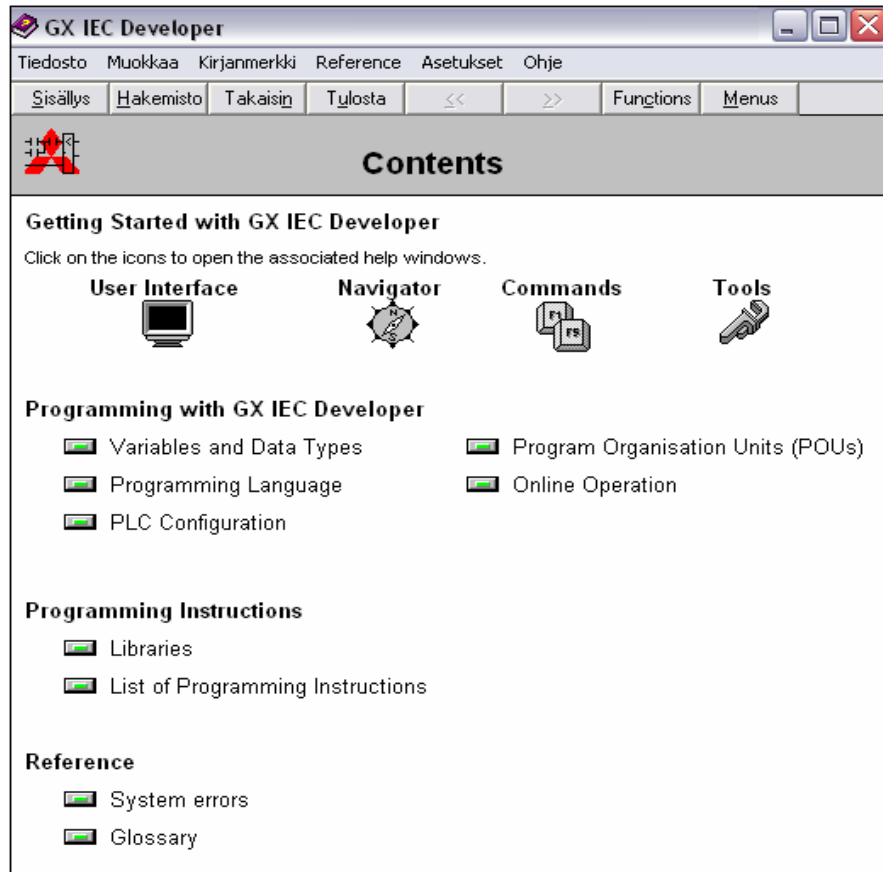 GX IEC Developer
Tiedosto Muokkaa Kirjanmerkki Reference Asetukset Ohje
Sisällys Hakemisto Takaisin Tulosta << >> Functions Menus
Contents
Getting Started with GX IEC Developer
Click on the icons to open the associated help windows.
User Interface Navigator Commands Tools
N F1
S F9
Programming with GX IEC Developer
Variables and Data Types Program Organisation Units (POUs)
Programming Language Online Operation
PLC Configuration
Programming Instructions
Libraries
List of Programming Instructions
Reference
System errors
Glossary